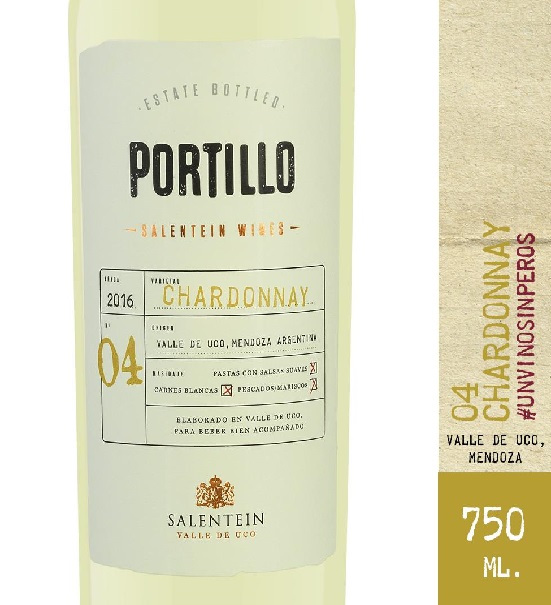 ESTATE BOTTLED
PORTILLO
SALENTEIN WINES
2016
VARIETAL
CHARDONNAY
Nº
04
ORIGEN
VALLE DE UCO, MENDOZA ARGENTINA
MARIDAJE
PASTAS CON SALSAS SUAVES
CARNES BLANCAS
PESCADOS/MARISCOS
ELABORADO EN VALLE DE UCO,
PARA BEBER BIEN ACOMPAÑADO
SALENTEIN
VALLE DE UCO
04
CHARDONNAY
#UNVINOSINPEROS
VALLE DE UCO,
MENDOZA
750
ML.